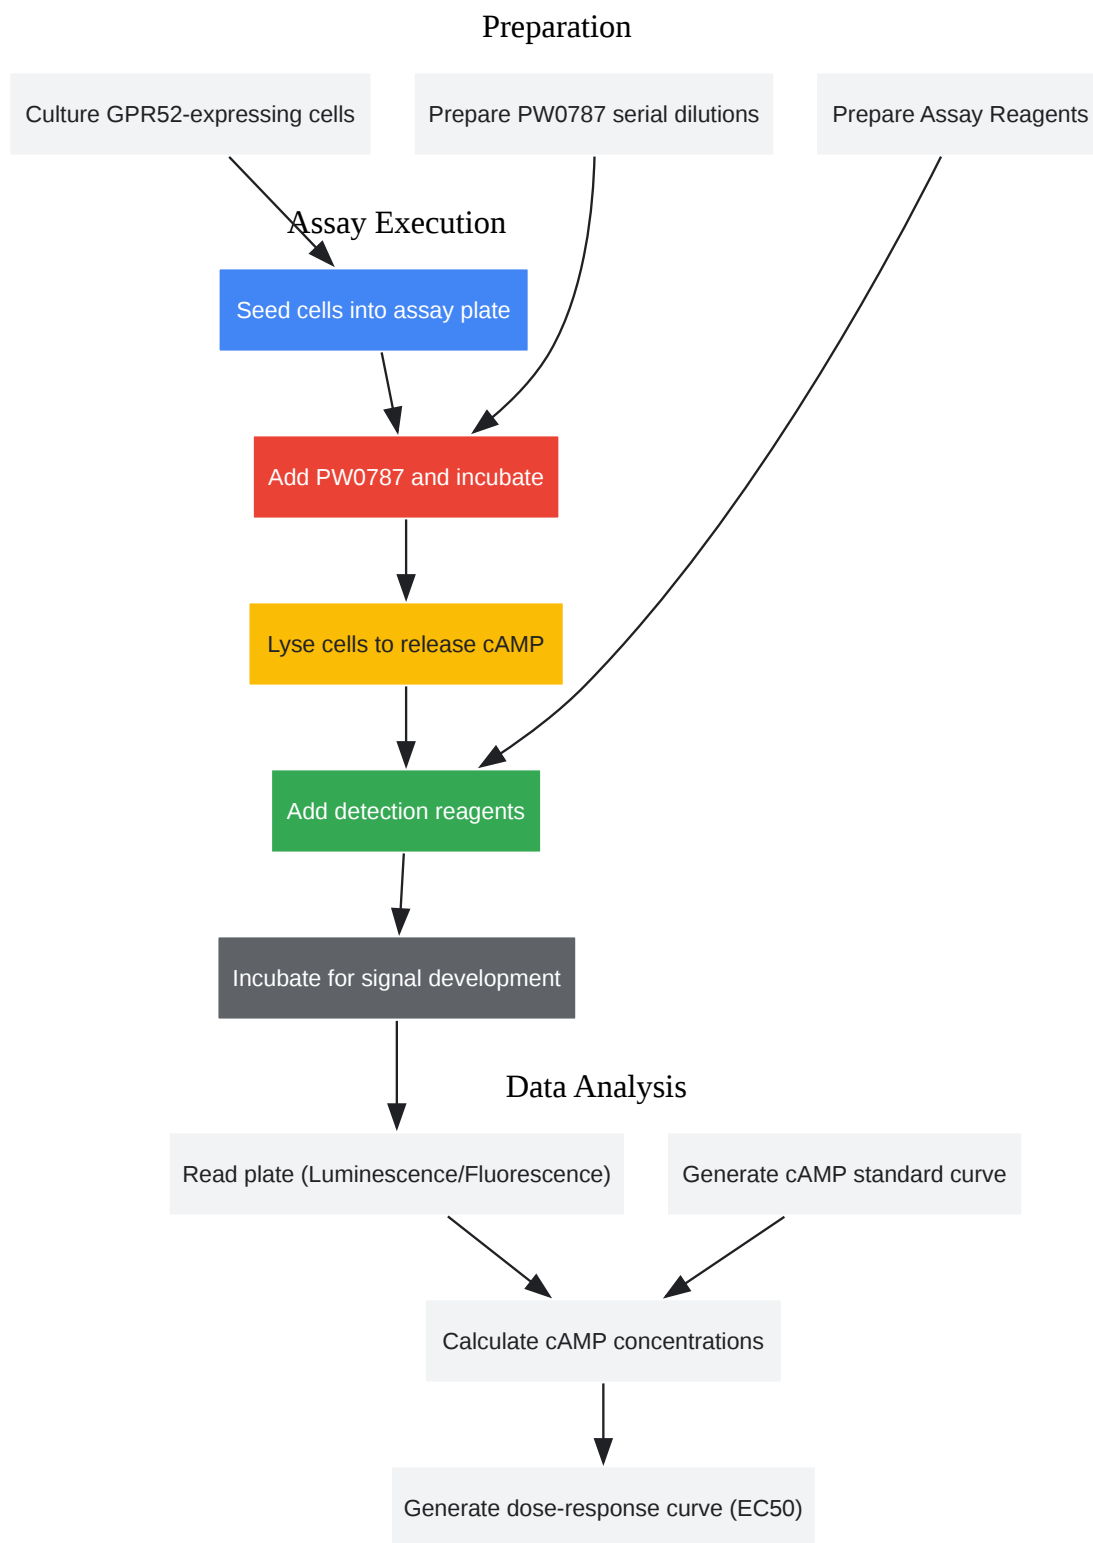 Preparation
Culture GPR52-expressing cells
Prepare PW0787 serial dilutions
Prepare Assay Reagents
Assay Execution
Seed cells into assay plate
Add PW0787 and incubate
Lyse cells to release cAMP
Add detection reagents
Incubate for signal development
Data Analysis
Read plate (Luminescence/Fluorescence)
Generate cAMP standard curve
Calculate cAMP concentrations
Generate dose-response curve (EC50)